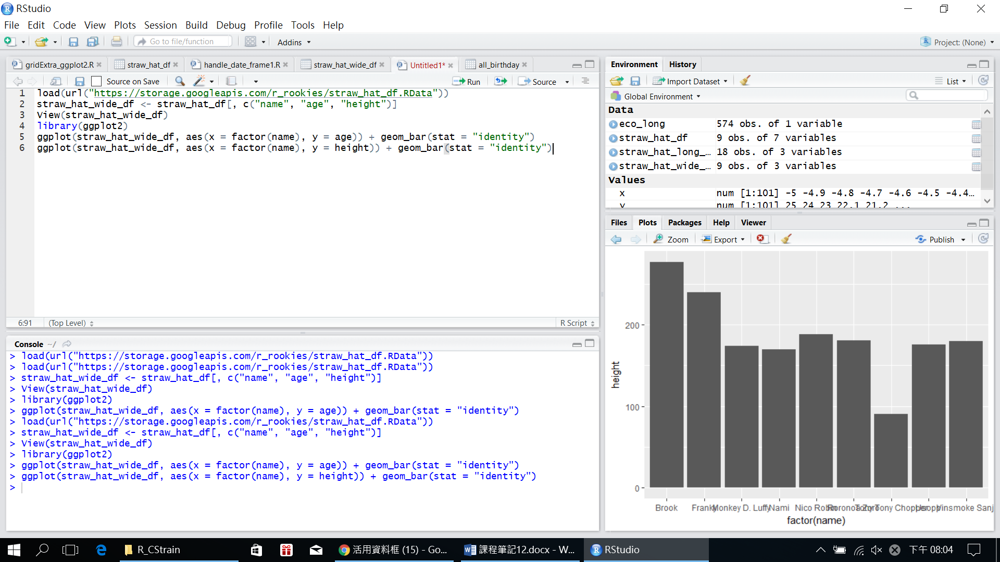 RStudio
File Edit Code View Plots Session Build Debug Profile Tools Help
Go to file/function Addins Project: (None)
gridExtra_ggplot2.R straw_hat_df handle_date_frame1.R straw_hat_wide_df Untitled1* all_birthday
Source on Save Run Source
1 load(url("https://storage.googleapis.com/r_rookies/straw_hat_df.RData"))
2 straw_hat_wide_df <- straw_hat_df[, c("name", "age", "height")]
3 View(straw_hat_wide_df)
4 library(ggplot2)
5 ggplot(straw_hat_wide_df, aes(x = factor(name), y = age)) + geom_bar(stat = "identity")
6 ggplot(straw_hat_wide_df, aes(x = factor(name), y = height)) + geom_bar(stat = "identity")
6:91 (Top Level) R Script
Console ~/
> load(url("https://storage.googleapis.com/r_rookies/straw_hat_df.RData"))
> load(url("https://storage.googleapis.com/r_rookies/straw_hat_df.RData"))
> straw_hat_wide_df <- straw_hat_df[, c("name", "age", "height")]
> View(straw_hat_wide_df)
> library(ggplot2)
> ggplot(straw_hat_wide_df, aes(x = factor(name), y = age)) + geom_bar(stat = "identity")
> load(url("https://storage.googleapis.com/r_rookies/straw_hat_df.RData"))
> straw_hat_wide_df <- straw_hat_df[, c("name", "age", "height")]
> View(straw_hat_wide_df)
> library(ggplot2)
> ggplot(straw_hat_wide_df, aes(x = factor(name), y = age)) + geom_bar(stat = "identity")
> ggplot(straw_hat_wide_df, aes(x = factor(name), y = height)) + geom_bar(stat = "identity")
>
Environment History
Import Dataset List
Global Environment
Data
eco_long 574 obs. of 1 variable
straw_hat_df 9 obs. of 7 variables
straw_hat_long_… 18 obs. of 3 variables
straw_hat_wide_… 9 obs. of 3 variables
Values
x num [1:101] -5 -4.9 -4.8 -4.7 -4.6 -4.5 -4.4…
y num [1:101] 25 24 23 22.1 21.2 ...
Files Plots Packages Help Viewer
Zoom Export Publish
200
height
100
0
Brook Franky Monkey D. Luffy Nami Nico Robin Roronoa Zoro Tony Tony Chopper Usopp Vinsmoke Sanj
factor(name)
R_CStrain 活用資料框 (15) - Go... 課程筆記12.docx - W... RStudio 下午 08:04